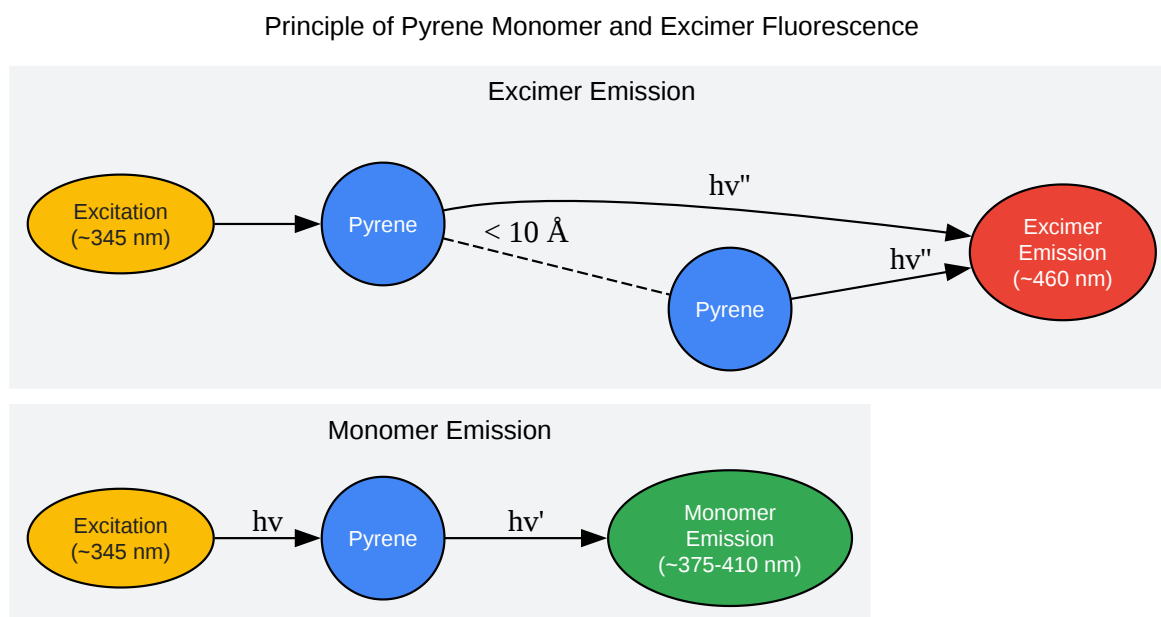 Principle of Pyrene Monomer and Excimer Fluorescence
Excimer Emission
Excitation
(~345 nm)
Pyrene
< 10 Å
hv"
Pyrene
hv"
Excimer
Emission
(~460 nm)
Monomer Emission
Excitation
(~345 nm)
hv
Pyrene
hv'
Monomer
Emission
(~375-410 nm)